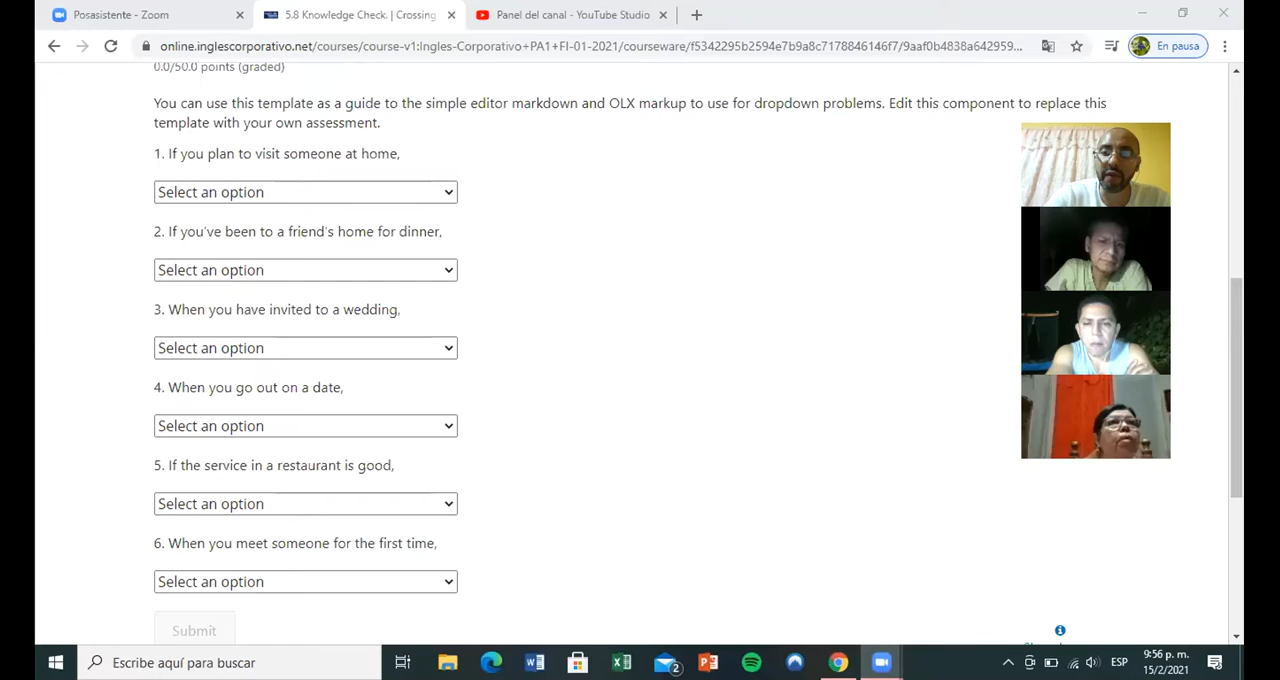 Posasistente - Zoom
5.8 Knowledge Check. | Crossing
Panel del canal - YouTube Studio
online.inglescorporativo.net/courses/course-v1:Ingles-Corporativo+PA1+FI-01-2021/courseware/f5342295b2594e7b9a8c7178846146f7/9aaf0b4838a642959...
En pausa
0.0/50.0 points (graded)
You can use this template as a guide to the simple editor markdown and OLX markup to use for dropdown problems. Edit this component to replace this
template with your own assessment.
1. If you plan to visit someone at home,
Select an option
2. If you've been to a friend's home for dinner,
Select an option
3. When you have invited to a wedding,
Select an option
4. When you go out on a date,
Select an option
5. If the service in a restaurant is good,
Select an option
6. When you meet someone for the first time,
Select an option
Submit
Escribe aquí para buscar
2
ESP
9:56 p. m.
15/2/2021